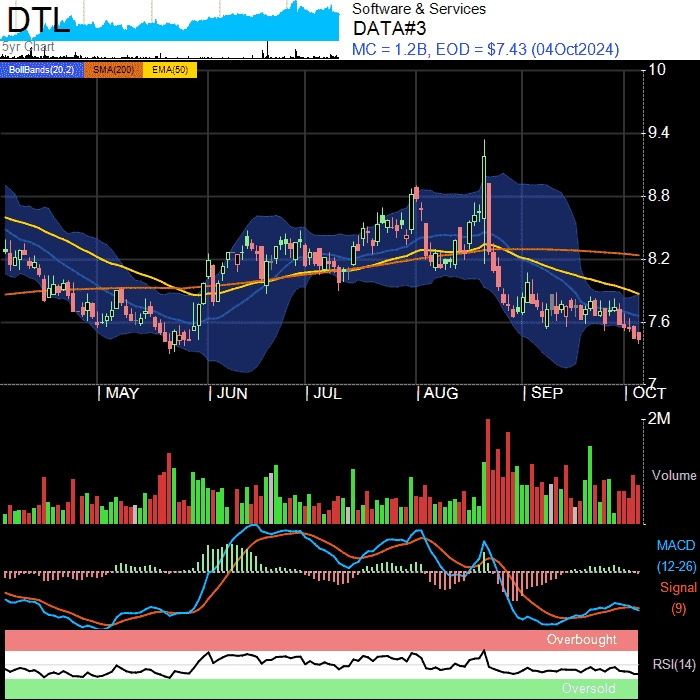 DTL
5yr Chart
Software & Services
DATA#3
MC = 1.2B, EOD = $7.43 (04Oct2024)
BollBands(20,2) SMA(200) EMA(50)
10
9.4
8.8
8.2
7.6
7
MAY JUN JUL AUG SEP OCT
2M
Volume
MACD
(12-26)
Signal
(9)
Overbought
RSI(14)
Oversold